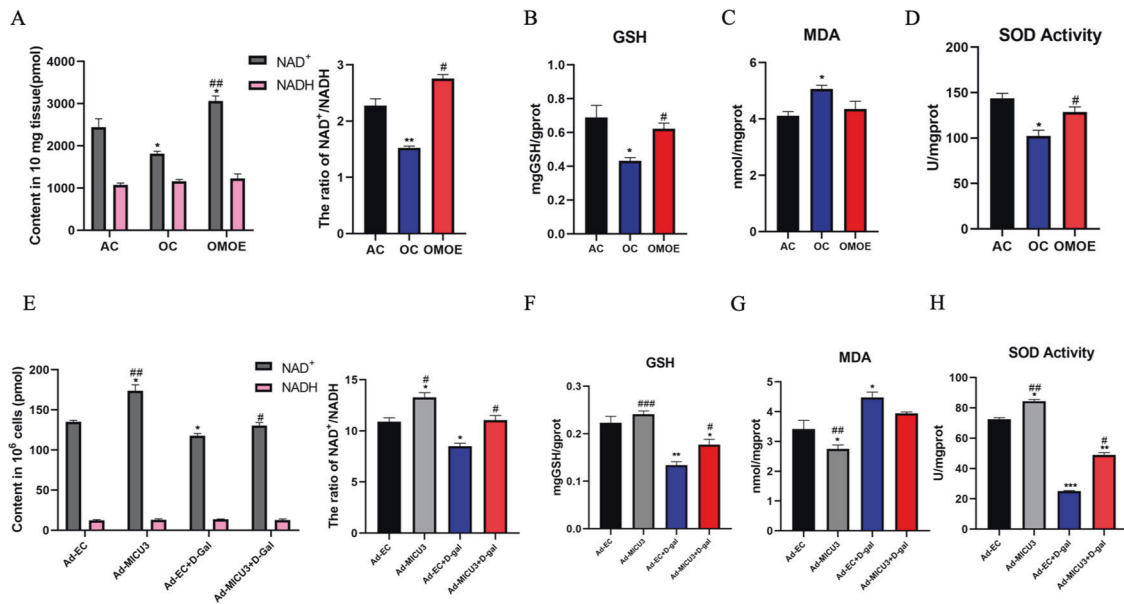 A
Content in 10 mg tissue(pmol)
4000
3000
2000
1000
0
NAD+
NADH
*
##
*
AC
OC
OMOE
The ratio of NAD+/NADH
3
2
1
0
**
#
AC
OC
OMOE
B
GSH
mgGSH/gprot
1.0
0.8
0.6
0.4
0.2
0.0
*
#
AC
OC
OMOE
C
MDA
nmol/mgprot
6
4
2
0
*
AC
OC
OMOE
D
SOD Activity
U/mgprot
150
100
50
0
*
#
AC
OC
OMOE
E
Content in 10⁶ cells (pmol)
200
150
100
50
0
NAD+
NADH
##
*
*
#
Ad-EC
Ad-MICU3
Ad-EC+D-Gal
Ad-MICU3+D-Gal
The ratio of NAD+/NADH
15
10
5
0
#
*
*
#
Ad-EC
Ad-MICU3
Ad-EC+D-gal
Ad-MICU3+D-gal
F
GSH
mgGSH/gprot
0.3
0.2
0.1
0.0
###
**
#
*
Ad-EC
Ad-MICU3
Ad-EC+D-gal
Ad-MICU3+D-gal
G
MDA
nmol/mgprot
5
4
3
2
1
0
##
*
*
Ad-EC
Ad-MICU3
Ad-EC+D-gal
Ad-MICU3+D-gal
H
SOD Activity
U/mgprot
100
80
60
40
20
0
##
*
***
#
**
Ad-EC
Ad-MICU3
Ad-EC+D-gal
Ad-MICU3+D-gal